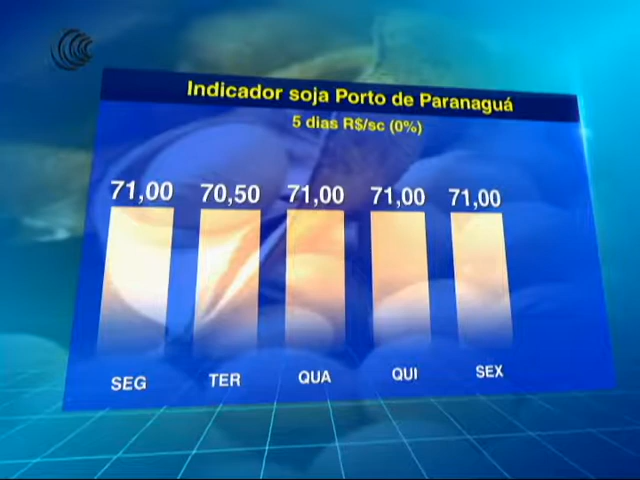 Indicador soja Porto de Paranaguá
5 dias R$/sc (0%)
71,00 70,50 71,00 71,00 71,00
SEG TER QUA QUI SEX